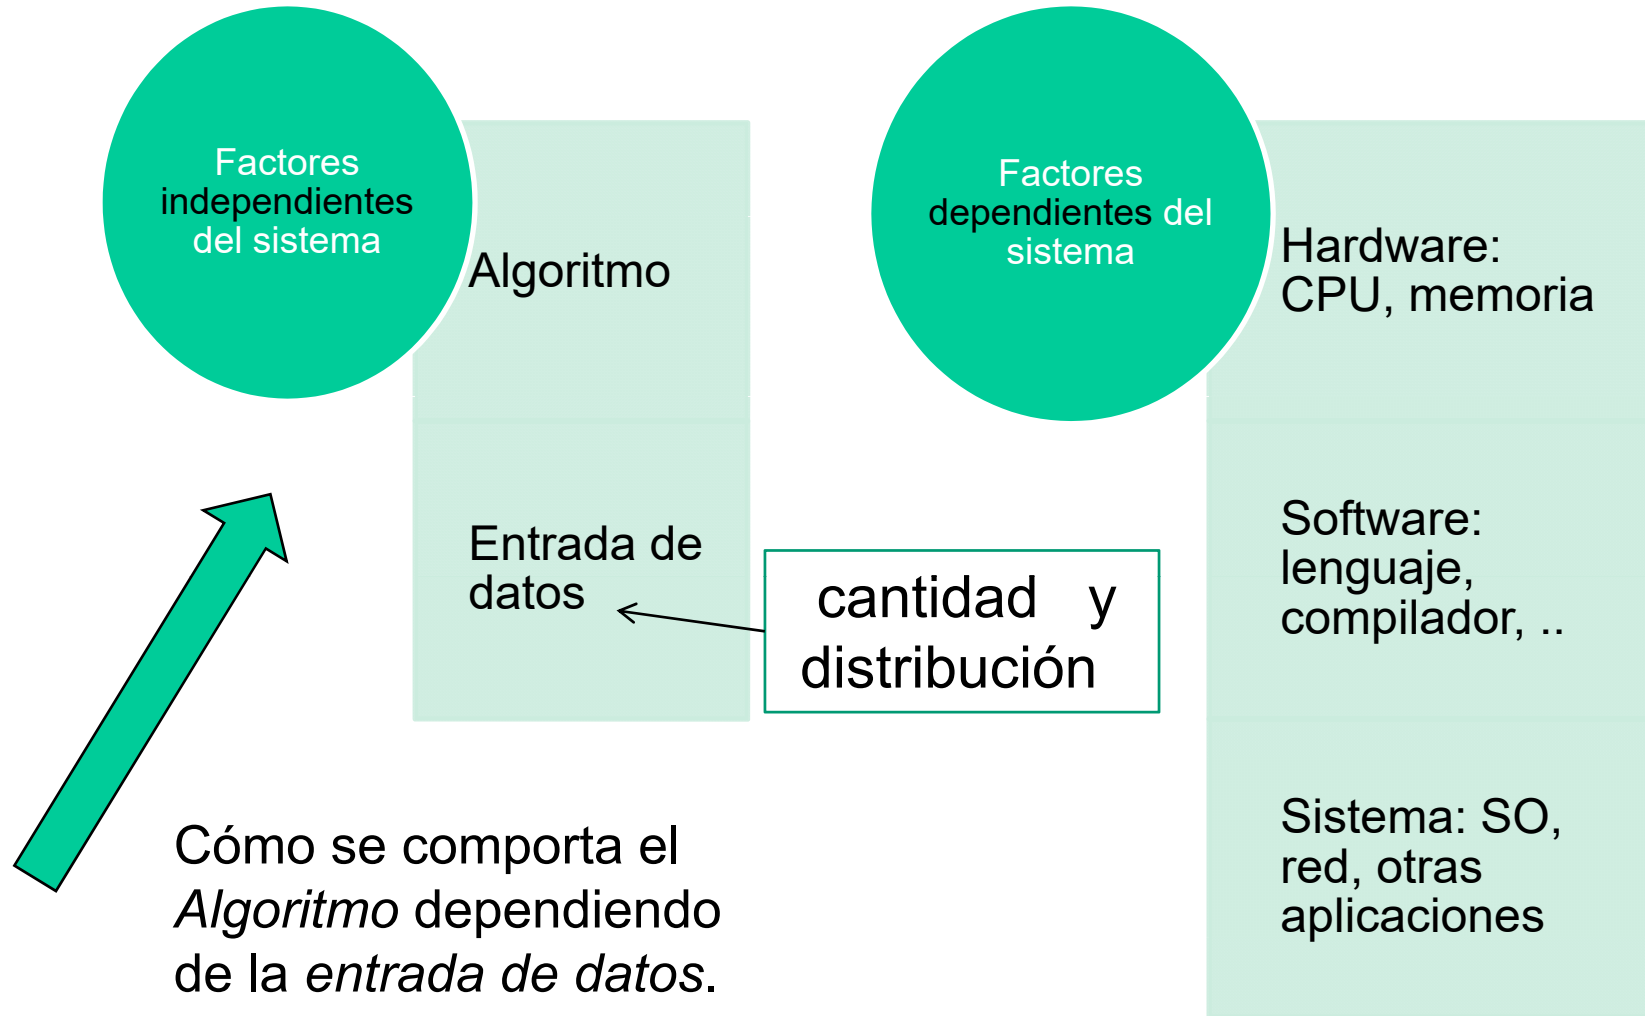 Factores
independientes
del sistema
Algoritmo
Entrada de
datos
cantidad y
distribución
Cómo se comporta el
Algoritmo dependiendo
de la entrada de datos.
Factores
dependientes del
sistema
Hardware:
CPU, memoria
Software:
lenguaje,
compilador, ..
Sistema: SO,
red, otras
aplicaciones